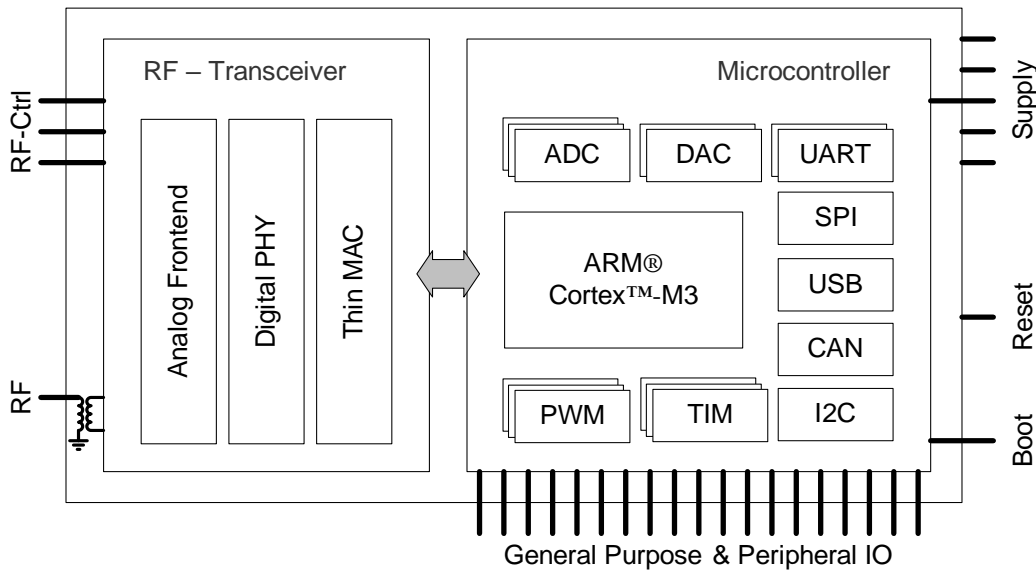 RF – Transceiver
Microcontroller
RF-Ctrl
Supply
ADC
DAC
UART
SPI
Analog Frontend
Digital PHY
Thin MAC
ARM®
Cortex™-M3
USB
Reset
CAN
RF
PWM
TIM
I2C
Boot
General Purpose & Peripheral IO